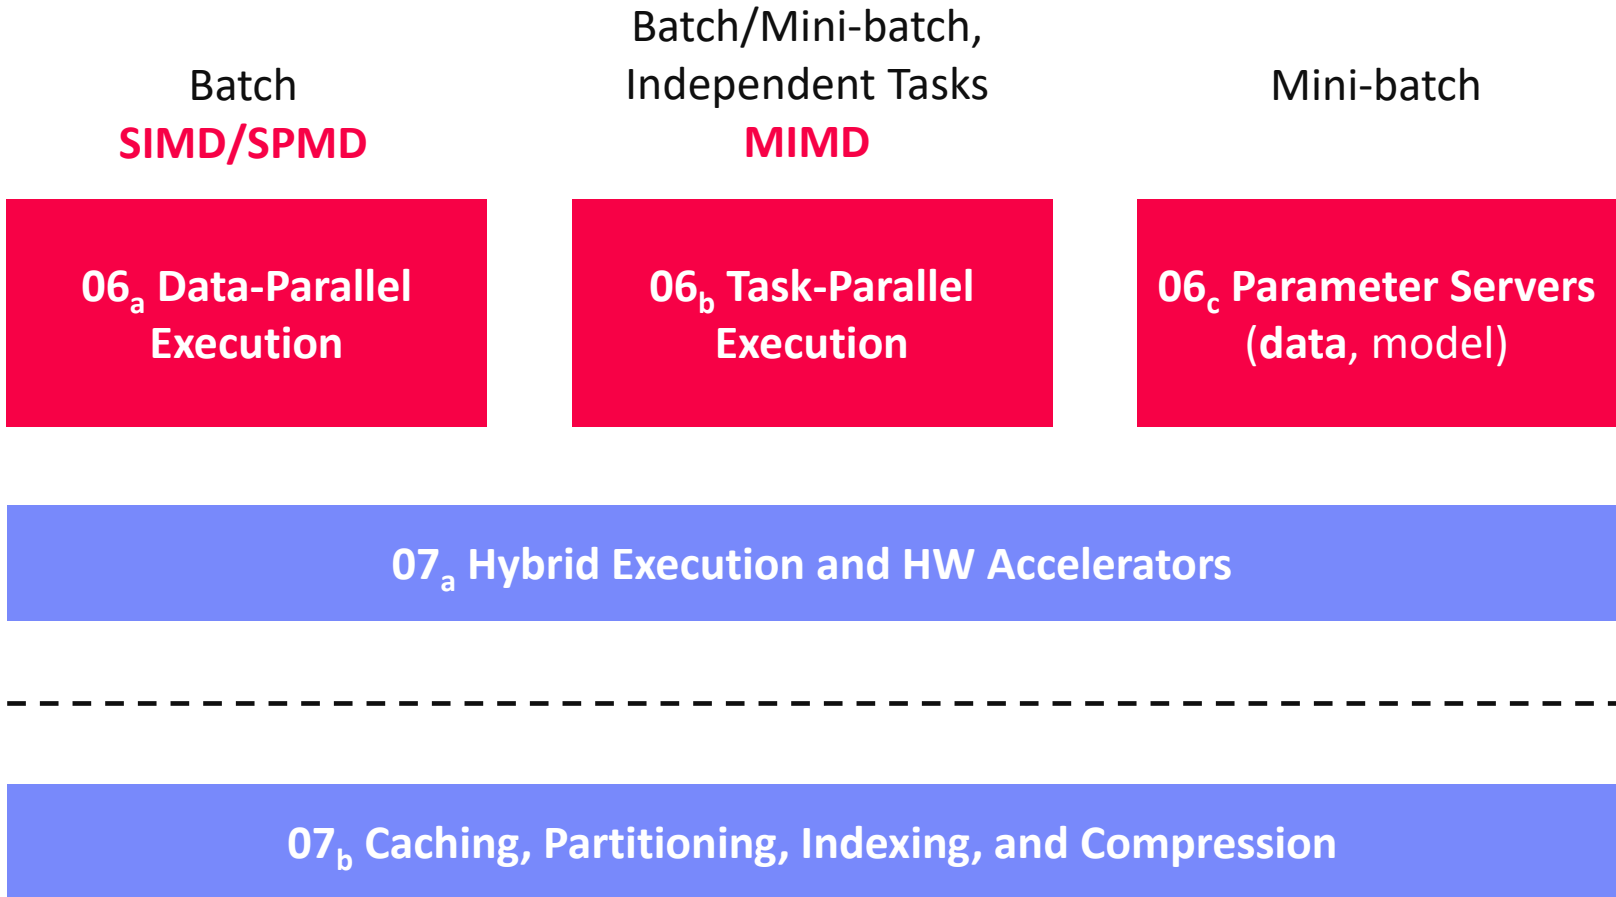 Batch
SIMD/SPMD
Batch/Mini-batch,
Independent Tasks
MIMD
Mini-batch
06a Data-Parallel
Execution
06b Task-Parallel
Execution
06c Parameter Servers
(data, model)
07a Hybrid Execution and HW Accelerators
07b Caching, Partitioning, Indexing, and Compression